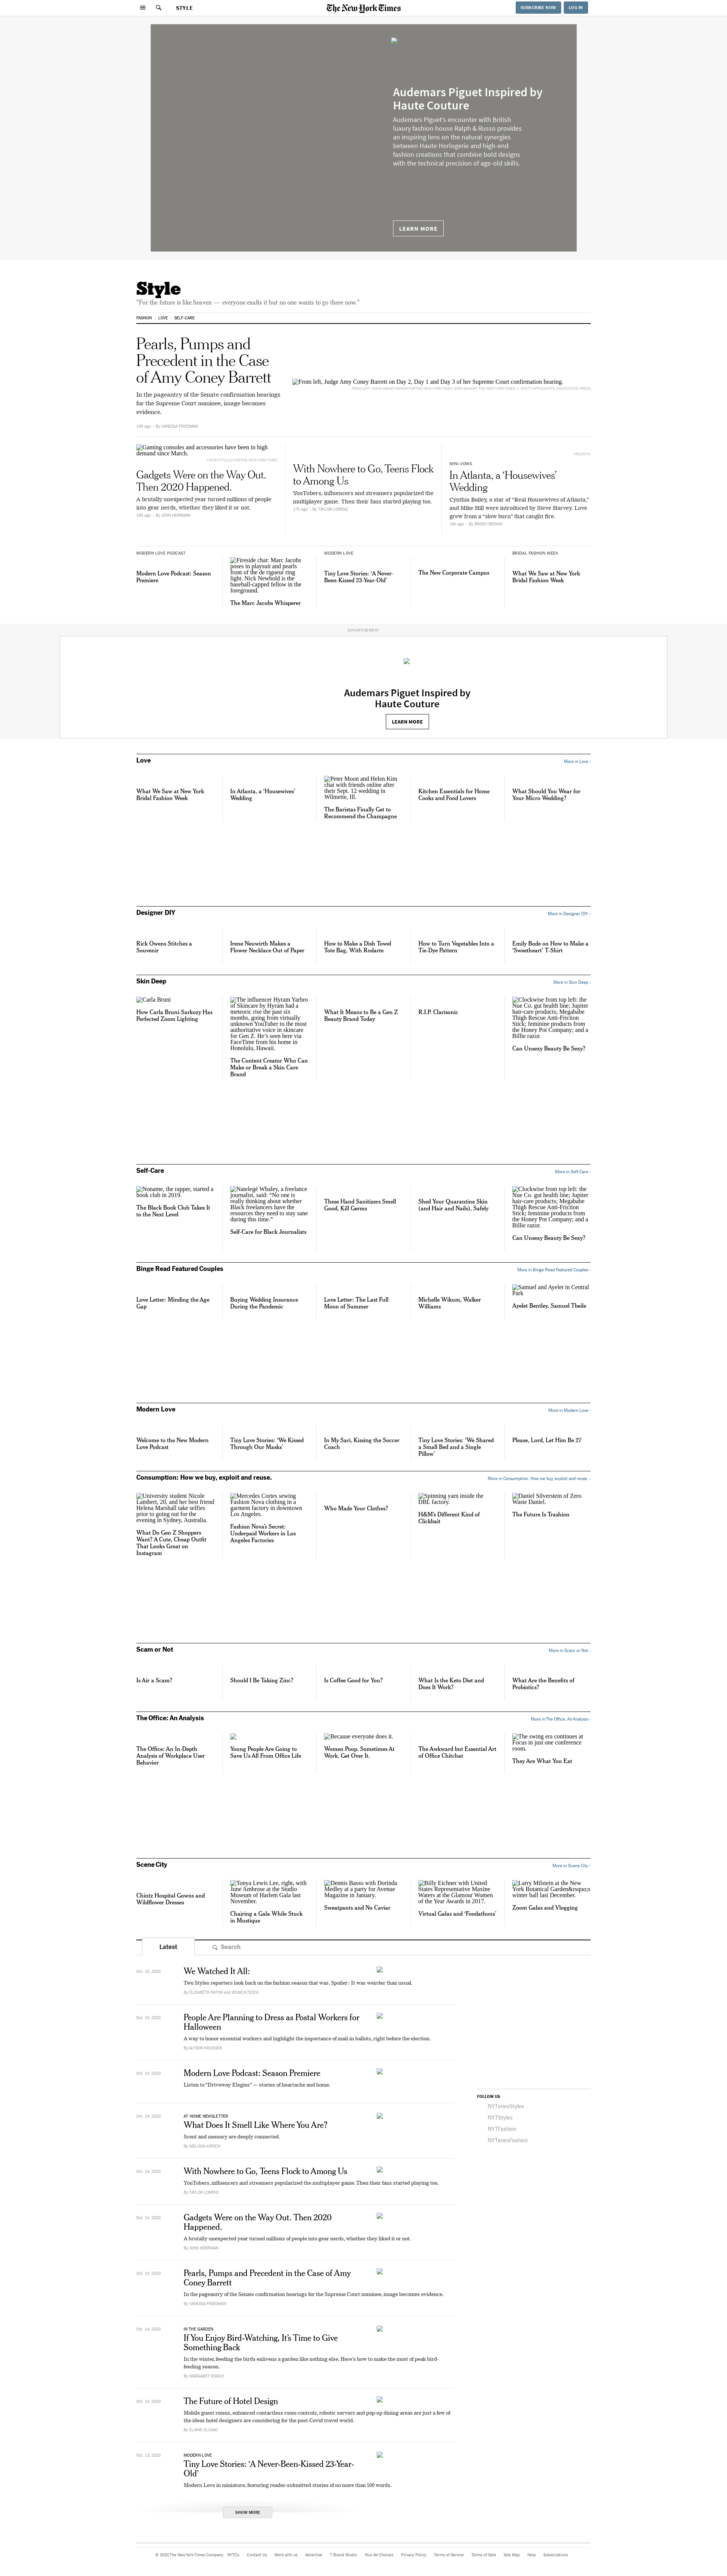 STYLE
The New York Times
SUBSCRIBE NOW
LOG IN
Audemars Piguet Inspired by
Haute Couture
Audemars Piguet's encounter with British
luxury fashion house Ralph & Russo provides
an inspiring lens on the natural synergies
between Haute Horlogerie and high-end
fashion creations that combine bold designs
with the technical precision of age-old skills.
LEARN MORE
Style
"For the future is like heaven — everyone exalts it but no one wants to go there now."
FASHION
LOVE
SELF-CARE
Pearls, Pumps and
Precedent in the Case
of Amy Coney Barrett
In the pageantry of the Senate confirmation hearings
for the Supreme Court nominee, image becomes
evidence.
16h ago · By VANESSA FRIEDMAN
From left, Judge Amy Coney Barrett on Day 2, Day 1 and Day 3 of her Supreme Court confirmation hearing.
Gaming consoles and accessories have been in high
demand since March.
Gadgets Were on the Way Out.
Then 2020 Happened.
A brutally unexpected year turned millions of people
into gear nerds, whether they liked it or not.
By JOHN HERRMAN
With Nowhere to Go, Teens Flock
to Among Us
YouTubers, influencers and streamers popularized the
multiplayer game. Then their fans started playing too.
17h ago · By TAYLOR LORENZ
MINI-VOWS
In Atlanta, a ‘Housewives’
Wedding
Cynthia Bailey, a star of “Real Housewives of Atlanta,”
and Mike Hill were introduced by Steve Harvey. Love
grew from a “slow burn” that caught fire.
By BRODY BROWN
MODERN LOVE PODCAST
Modern Love Podcast: Season
Premiere
Fireside chat: Marc Jacobs
poses in playsuit and pearls
front of the de rigueur ring
light. Nick Newbold is the
baseball-capped fellow in the
foreground.
The Marc Jacobs Whisperer
MODERN LOVE
Tiny Love Stories: ‘A Never-
Been-Kissed 23-Year-Old’
The New Corporate Campus
BRIDAL FASHION WEEK
What We Saw at New York
Bridal Fashion Week
ADVERTISEMENT
Audemars Piguet Inspired by
Haute Couture
LEARN MORE
Love
More in Love ›
What We Saw at New York
Bridal Fashion Week
In Atlanta, a ‘Housewives’
Wedding
Peter Moon and Helen Kim
chat with friends online after
their Sept. 12 wedding in
Wilmette, Ill.
The Baristas Finally Get to
Recommend the Champagne
Kitchen Essentials for Home
Cooks and Food Lovers
What Should You Wear for
Your Micro Wedding?
Designer DIY
More in Designer DIY ›
Rick Owens Stitches a
Souvenir
Irene Neuwirth Makes a
Flower Necklace Out of Paper
How to Make a Dish Towel
Tote Bag, With Rodarte
How to Turn Vegetables Into a
Tie-Dye Pattern
Emily Bode on How to Make a
‘Sweetheart’ T-Shirt
Skin Deep
More in Skin Deep ›
Carla Bruni
How Carla Bruni-Sarkozy Has
Perfected Zoom Lighting
The influencer Hyram Yarbro
of Skincare by Hyram had a
meteoric rise the past six
months, going from virtually
unknown YouTuber to the most
authoritative voice in skincare
for Gen Z. He’s seen here via
FaceTime from his home in
Honolulu, Hawaii.
The Content Creator Who Can
Make or Break a Skin Care
Brand
What It Means to Be a Gen Z
Beauty Brand Today
R.I.P. Clarisonic
Clockwise from top left: the
Nue Co. gut health line; Jupiter
hair-care products; Megababe
Thigh Rescue Anti-Friction
Stick; feminine products from
the Honey Pot Company; and a
Billie razor.
Can Unsexy Beauty Be Sexy?
Self-Care
More in Self-Care ›
Noname, the rapper, started a
book club in 2019.
The Black Book Club Takes It
to the Next Level
Natelegé Whaley, a freelance
journalist, said: “No one is
really thinking about whether
Black freelancers have the
resources they need to stay sane
during this time.”
Self-Care for Black Journalists
These Hand Sanitizers Smell
Good, Kill Germs
Shed Your Quarantine Skin
(and Hair and Nails), Safely
Clockwise from top left: the
Nue Co. gut health line; Jupiter
hair-care products; Megababe
Thigh Rescue Anti-Friction
Stick; feminine products from
the Honey Pot Company; and a
Billie razor.
Can Unsexy Beauty Be Sexy?
Binge Read Featured Couples
More in Binge Read Featured Couples ›
Love Letter: Minding the Age
Gap
Buying Wedding Insurance
During the Pandemic
Love Letter: The Last Full
Moon of Summer
Michelle Wikum, Walker
Williams
Samuel and Ayelet in Central
Park
Ayelet Bentley, Samuel Tbeile
Modern Love
More in Modern Love ›
Welcome to the New Modern
Love Podcast
Tiny Love Stories: ‘We Kissed
Through Our Masks’
In My Sari, Kissing the Soccer
Coach
Tiny Love Stories: ‘We Shared
a Small Bed and a Single
Pillow’
Please, Lord, Let Him Be 27
Consumption: How we buy, exploit and reuse.
More in Consumption: How we buy, exploit and reuse. ›
University student Nicole
Lambert, 20, and her best friend
Helena Marshall take selfies
prior to going out for the
evening in Sydney, Australia.
What Do Gen Z Shoppers
Want? A Cute, Cheap Outfit
That Looks Great on
Instagram
Mercedes Cortes sewing
Fashion Nova clothing in a
garment factory in downtown
Los Angeles.
Fashion Nova’s Secret:
Underpaid Workers in Los
Angeles Factories
Who Made Your Clothes?
Spinning yarn inside the
DBL factory.
H&M’s Different Kind of
Clickbait
Daniel Silverstein of Zero
Waste Daniel.
The Future Is Trashion
Scam or Not
More in Scam or Not ›
Is Air a Scam?
Should I Be Taking Zinc?
Is Coffee Good for You?
What Is the Keto Diet and
Does It Work?
What Are the Benefits of
Probiotics?
The Office: An Analysis
More in The Office: An Analysis ›
The Office: An In-Depth
Analysis of Workplace User
Behavior
Young People Are Going to
Save Us All From Office Life
Because everyone does it.
Women Poop. Sometimes At
Work. Get Over It.
The Awkward but Essential Art
of Office Chitchat
The swing era continues at
Focus in just one conference
room.
They Are What You Eat
Scene City
More in Scene City ›
Chintz Hospital Gowns and
Wildflower Dresses
Tonya Lewis Lee, right, with
June Ambrose at the Studio
Museum of Harlem Gala last
November.
Chairing a Gala While Stuck
in Mustique
Dennis Basso with Dorinda
Medley at a party for Avenue
Magazine in January.
Sweatpants and No Caviar
Billy Eichner with United
States Representative Maxine
Waters at the Glamour Women
of the Year Awards in 2017.
Virtual Galas and ‘Foodathons’
Larry Milstein at the New
York Botanical Garden&rsquo;s
winter ball last December.
Zoom Galas and Vlogging
Latest
Search
Oct. 15, 2020
We Watched It All:
Two Styles reporters look back on the fashion season that was. Spoiler: It was weirder than usual.
By ELIZABETH PATON and JESSICA TESTA
Oct. 15, 2020
People Are Planning to Dress as Postal Workers for
Halloween
A way to honor essential workers and highlight the importance of mail-in ballots, right before the election.
By ALYSON KRUEGER
Oct. 14, 2020
Modern Love Podcast: Season Premiere
Listen to “Driveway Elegies” — stories of heartache and home.
Oct. 14, 2020
AT HOME NEWSLETTER
What Does It Smell Like Where You Are?
Scent and memory are deeply connected.
By MELISSA KIRSCH
Oct. 14, 2020
With Nowhere to Go, Teens Flock to Among Us
YouTubers, influencers and streamers popularized the multiplayer game. Then their fans started playing too.
By TAYLOR LORENZ
Oct. 14, 2020
Gadgets Were on the Way Out. Then 2020
Happened.
A brutally unexpected year turned millions of people into gear nerds, whether they liked it or not.
By JOHN HERRMAN
Oct. 14, 2020
Pearls, Pumps and Precedent in the Case of Amy
Coney Barrett
In the pageantry of the Senate confirmation hearings for the Supreme Court nominee, image becomes evidence.
By VANESSA FRIEDMAN
Oct. 14, 2020
IN THE GARDEN
If You Enjoy Bird-Watching, It’s Time to Give
Something Back
In the winter, feeding the birds enlivens a garden like nothing else. Here’s how to make the most of peak bird-
feeding season.
By MARGARET ROACH
Oct. 14, 2020
The Future of Hotel Design
Mobile guest rooms, enhanced contactless room controls, robotic servers and pop-up dining areas are just a few of
the ideas hotel designers are considering for the post-Covid travel world.
By ELAINE GLUSAC
Oct. 13, 2020
MODERN LOVE
Tiny Love Stories: ‘A Never-Been-Kissed 23-Year-
Old’
Modern Love in miniature, featuring reader-submitted stories of no more than 100 words.
SHOW MORE
FOLLOW US
NYTimesStyles
NYTStyles
NYTFashion
NYTimesFashion
© 2020 The New York Times Company
NYTCo
Contact Us
Work with us
Advertise
T Brand Studio
Your Ad Choices
Privacy Policy
Terms of Service
Terms of Sale
Site Map
Help
Subscriptions